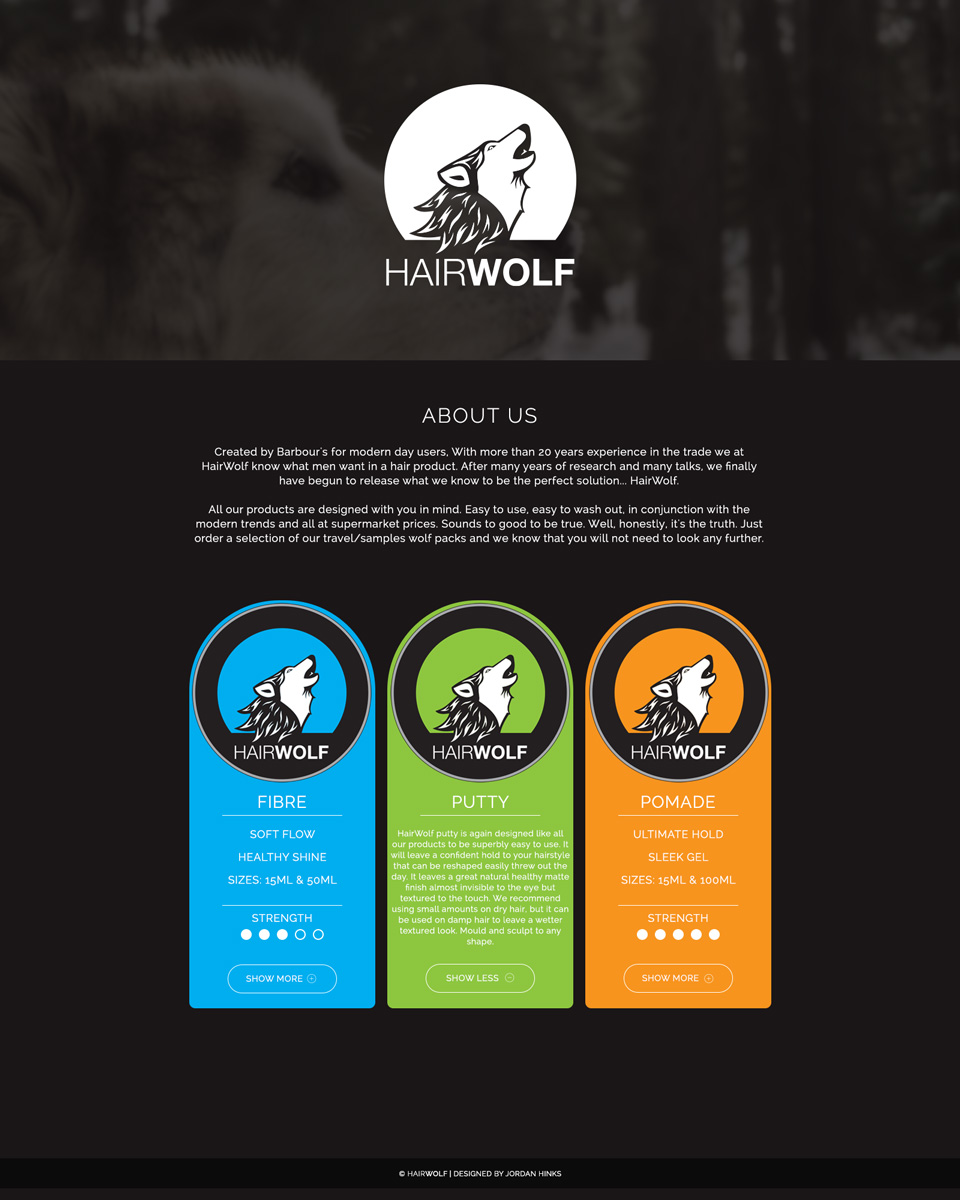 HAIRWOLF
ABOUT US
Created by Barbour's for modern day users, With more than 20 years experience in the trade we at
HairWolf know what men want in a hair product. After many years of research and many talks, we finally
have begun to release what we know to be the perfect solution... HairWolf.
All our products are designed with you in mind. Easy to use, easy to wash out, in conjunction with the
modern trends and all at supermarket prices. Sounds to good to be true. Well, honestly, it's the truth. Just
order a selection of our travel/samples wolf packs and we know that you will not need to look any further.
HAIRWOLF
FIBRE
SOFT FLOW
HEALTHY SHINE
SIZES: 15ML & 50ML
STRENGTH
SHOW MORE
HAIRWOLF
PUTTY
HairWolf putty is again designed like all
our products to be superbly easy to use. It
will leave a confident hold to your hairstyle
that can be reshaped easily threw out the
day. It leaves a great natural healthy matte
finish almost invisible to the eye but
textured to the touch. We recommend
using small amounts on dry hair, but it can
be used on damp hair to leave a wetter
textured look. Mould and sculpt to any
shape.
SHOW LESS
HAIRWOLF
POMADE
ULTIMATE HOLD
SLEEK GEL
SIZES: 15ML & 100ML
STRENGTH
SHOW MORE
© HAIRWOLF | DESIGNED BY JORDAN HINKS